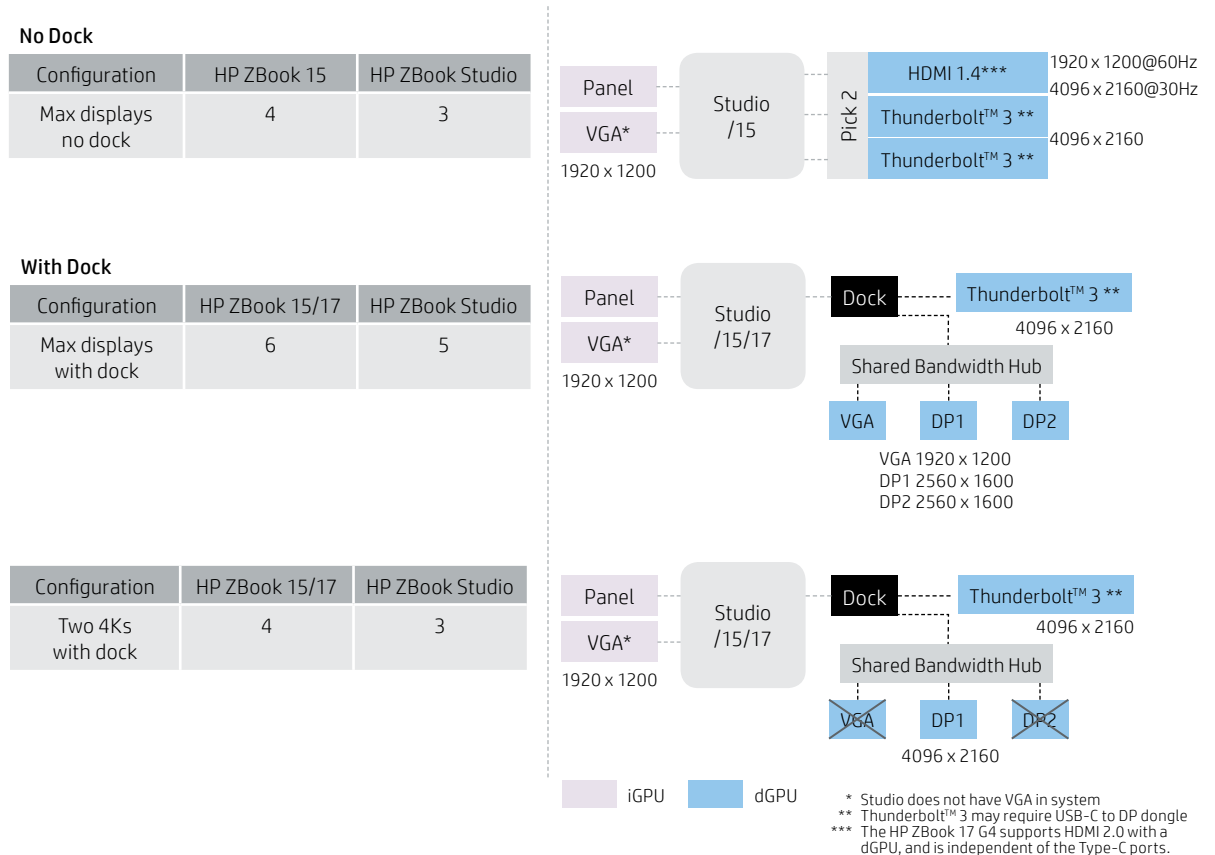 No Dock
Configuration HP ZBook 15 HP ZBook Studio
Max displays 4 3
no dock
Panel
VGA*
1920 x 1200
Studio
/15
Pick 2
HDMI 1.4***
Thunderbolt™ 3 **
Thunderbolt™ 3 **
1920 x 1200@60Hz
4096 x 2160@30Hz
4096 x 2160
With Dock
Configuration HP ZBook 15/17 HP ZBook Studio
Max displays 6 5
with dock
Panel
VGA*
1920 x 1200
Studio
/15/17
Dock
Thunderbolt™ 3 **
4096 x 2160
Shared Bandwidth Hub
VGA DP1 DP2
VGA 1920 x 1200
DP1 2560 x 1600
DP2 2560 x 1600
Configuration HP ZBook 15/17 HP ZBook Studio
Two 4Ks 4 3
with dock
Panel
VGA*
1920 x 1200
Studio
/15/17
Dock
Thunderbolt™ 3 **
4096 x 2160
Shared Bandwidth Hub
VGA DP1 DP2
4096 x 2160
iGPU dGPU
* Studio does not have VGA in system
** Thunderbolt™ 3 may require USB-C to DP dongle
*** The HP ZBook 17 G4 supports HDMI 2.0 with a
dGPU, and is independent of the Type-C ports.